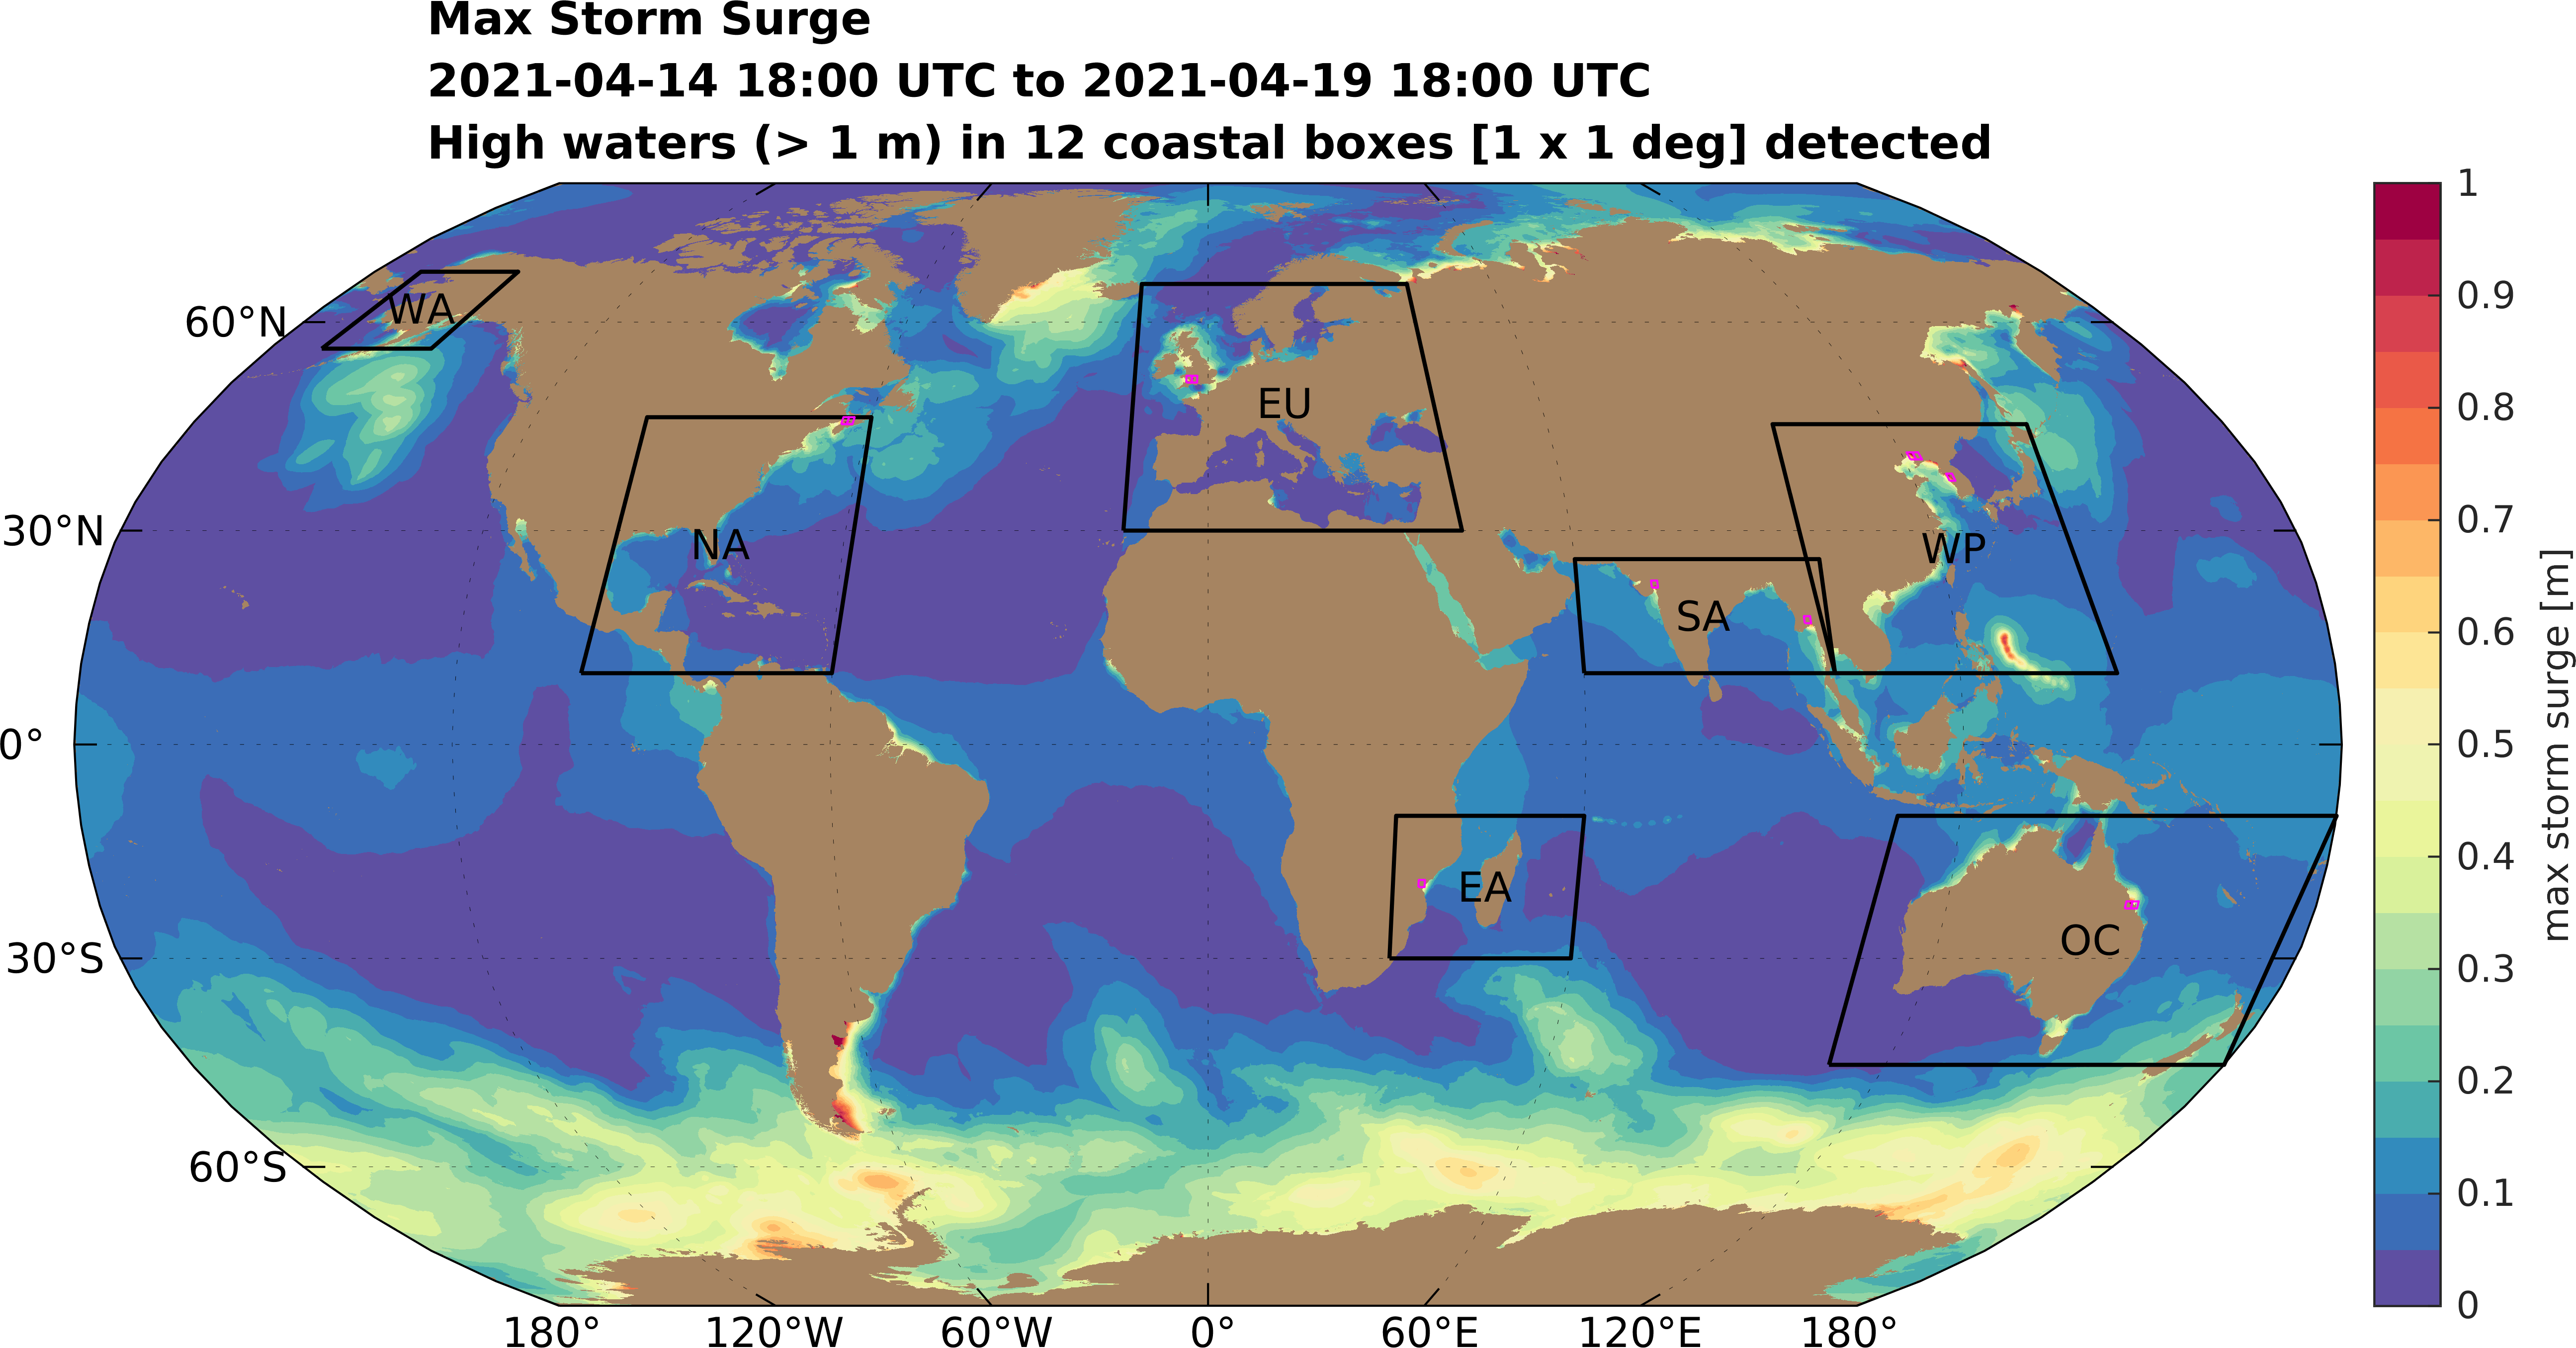 Max Storm Surge
2021-04-14 18:00 UTC to 2021-04-19 18:00 UTC
High waters (> 1 m) in 12 coastal boxes [1 x 1 deg] detected
60°N
30°N
0°
30°S
60°S
180°
120°W
60°W
0°
60°E
120°E
180°
WA
NA
EU
SA
WP
EA
OC
1
0.9
0.8
0.7
0.6
0.5
0.4
0.3
0.2
0.1
0
max storm surge [m]